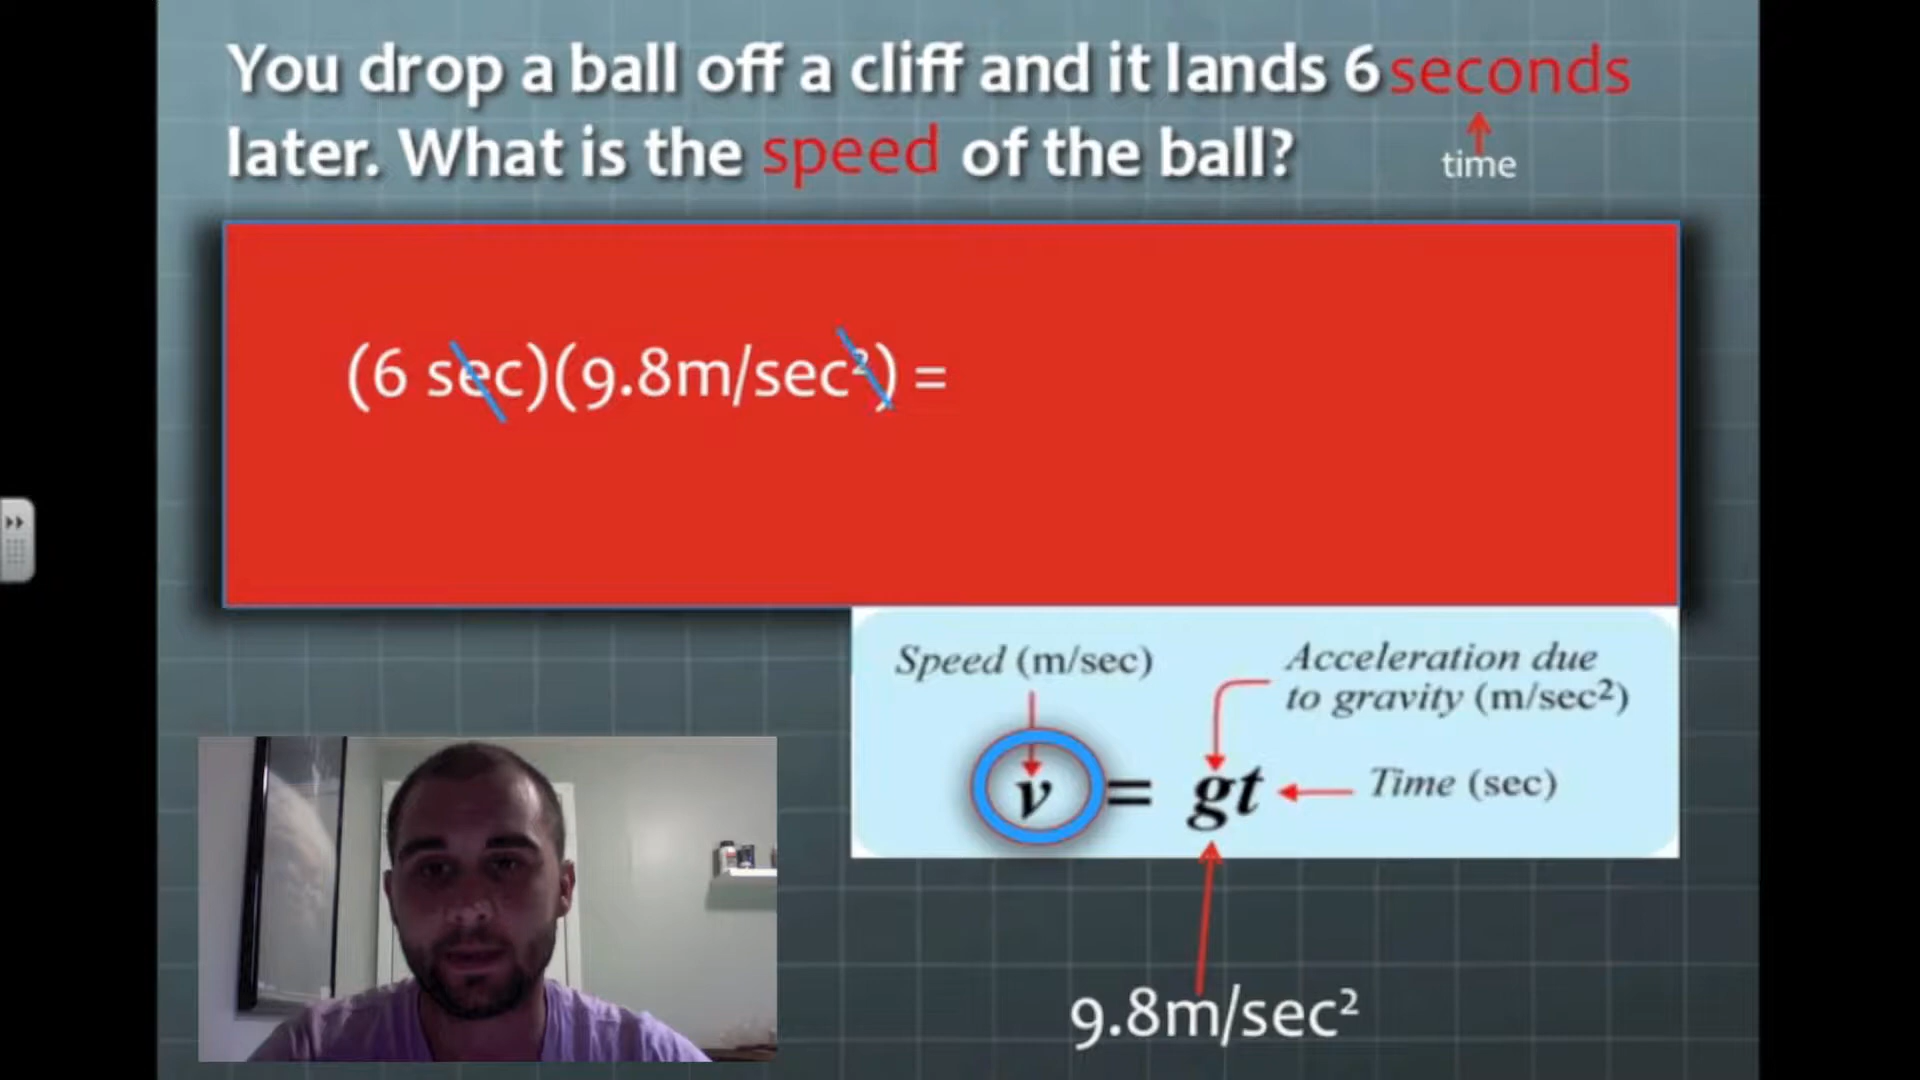 You drop a ball off a cliff and it lands 6 seconds
later. What is the speed of the ball?
time
(6 sec)(9.8m/sec²) =
Speed (m/sec)
Acceleration due
to gravity (m/sec²)
v = gt
Time (sec)
9.8m/sec²